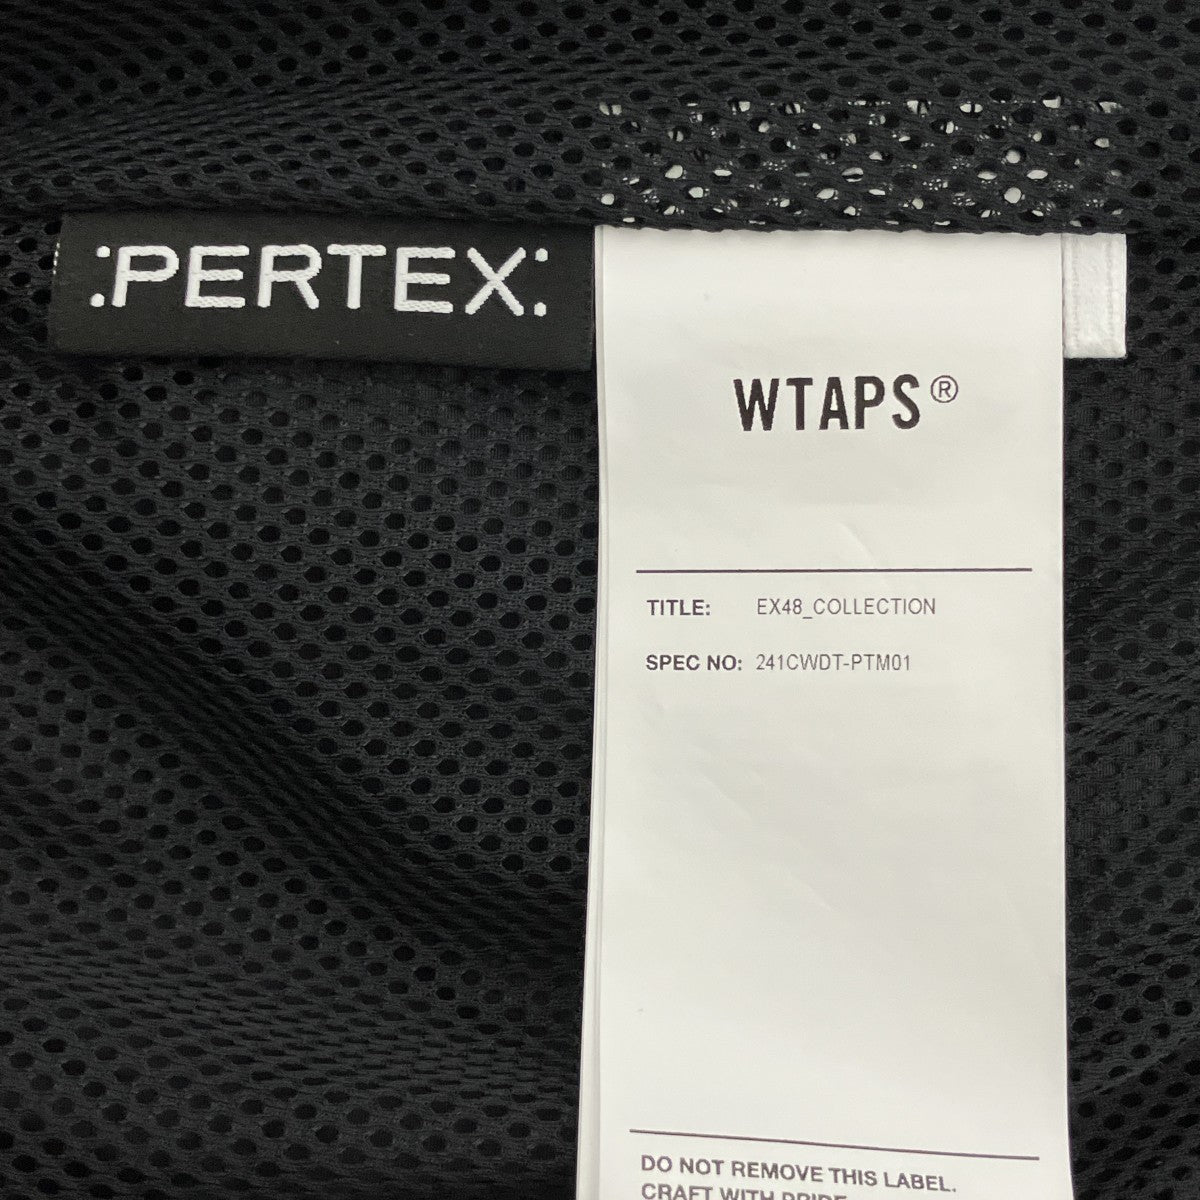 :PERTEX:
WTAPS®
TITLE: EX48_COLLECTION
SPEC NO: 241CWDT-PTM01
DO NOT REMOVE THIS LABEL.
CRAFT WITH PRIDE